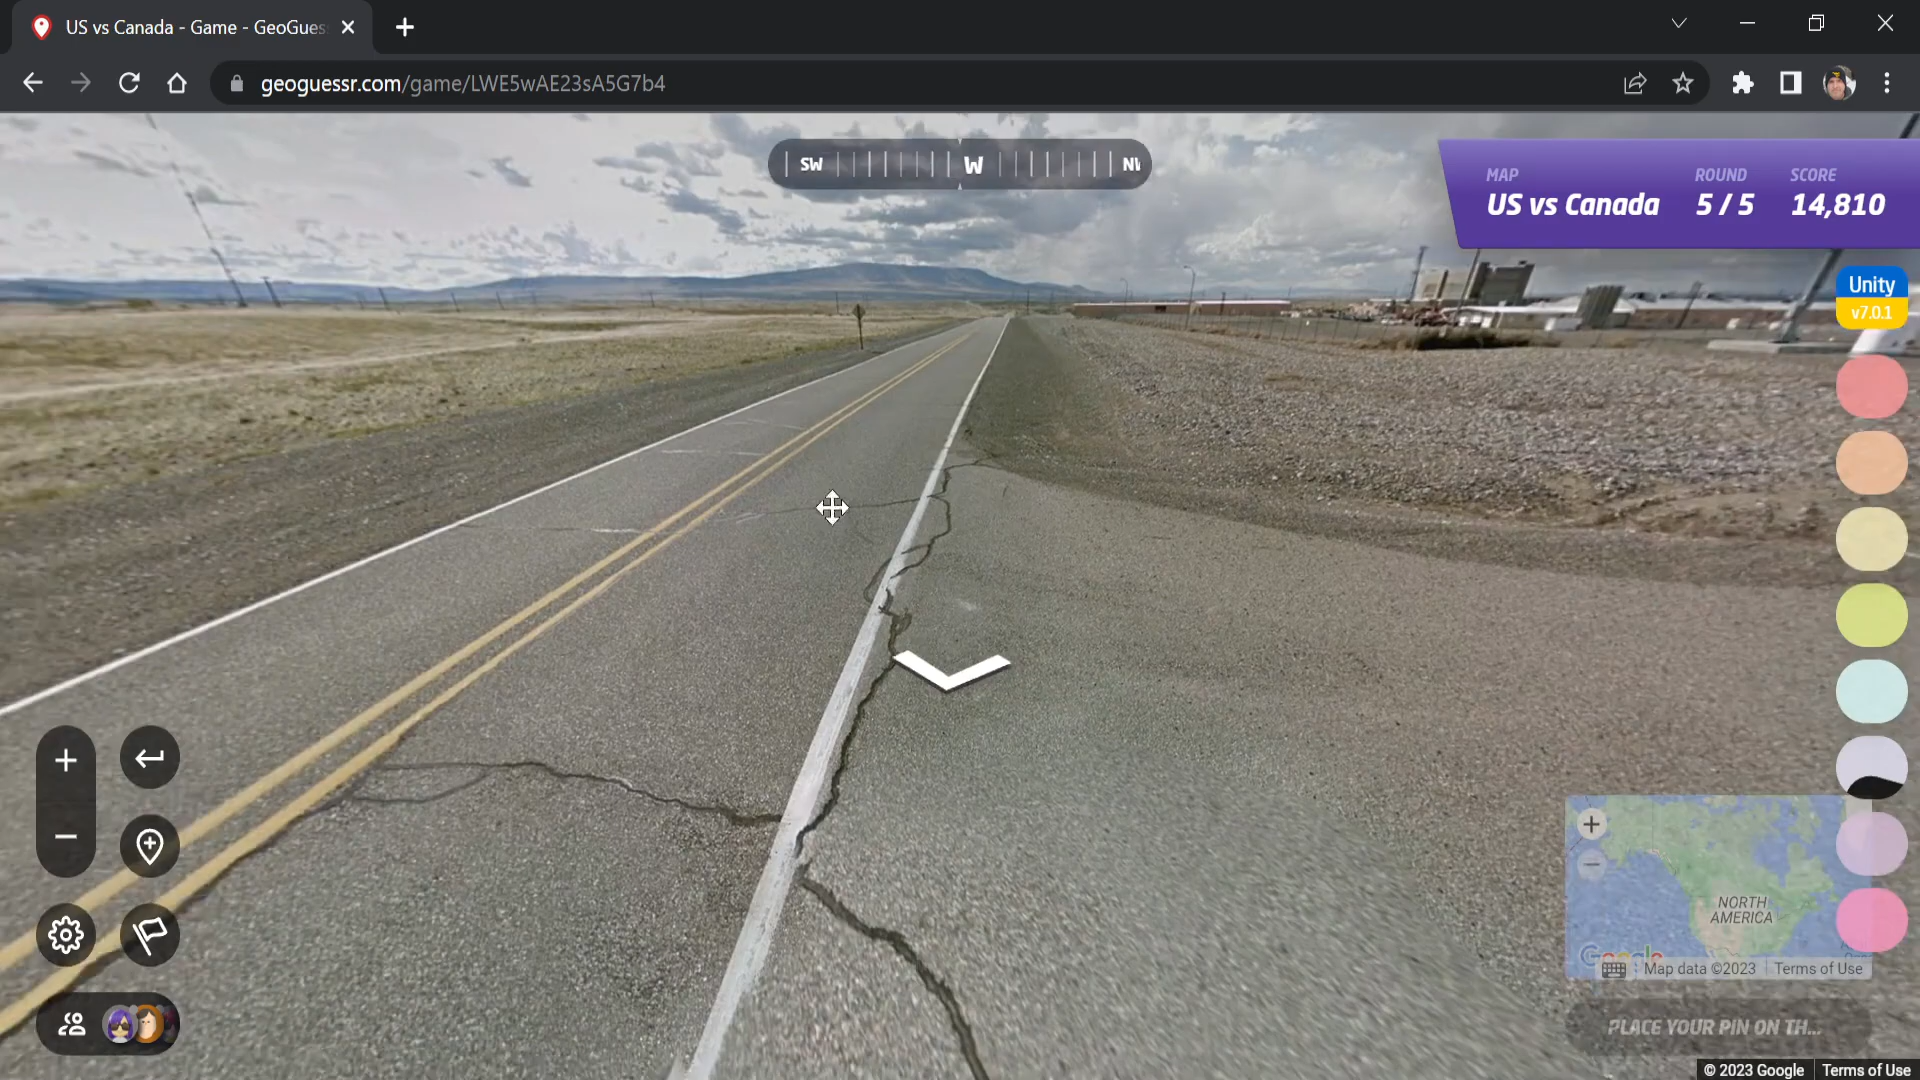 US vs Canada - Game - GeoGues
geoguessr.com/game/LWE5wAE23sA5G7b4
SW
W
MAP
ROUND
SCORE
US vs Canada
5 / 5
14,810
Unity
v7.0.1
NORTH
AMERICA
Google
Map data ©2023
Terms of Use
PLACE YOUR PIN ON TH...
© 2023 Google
Terms of Use